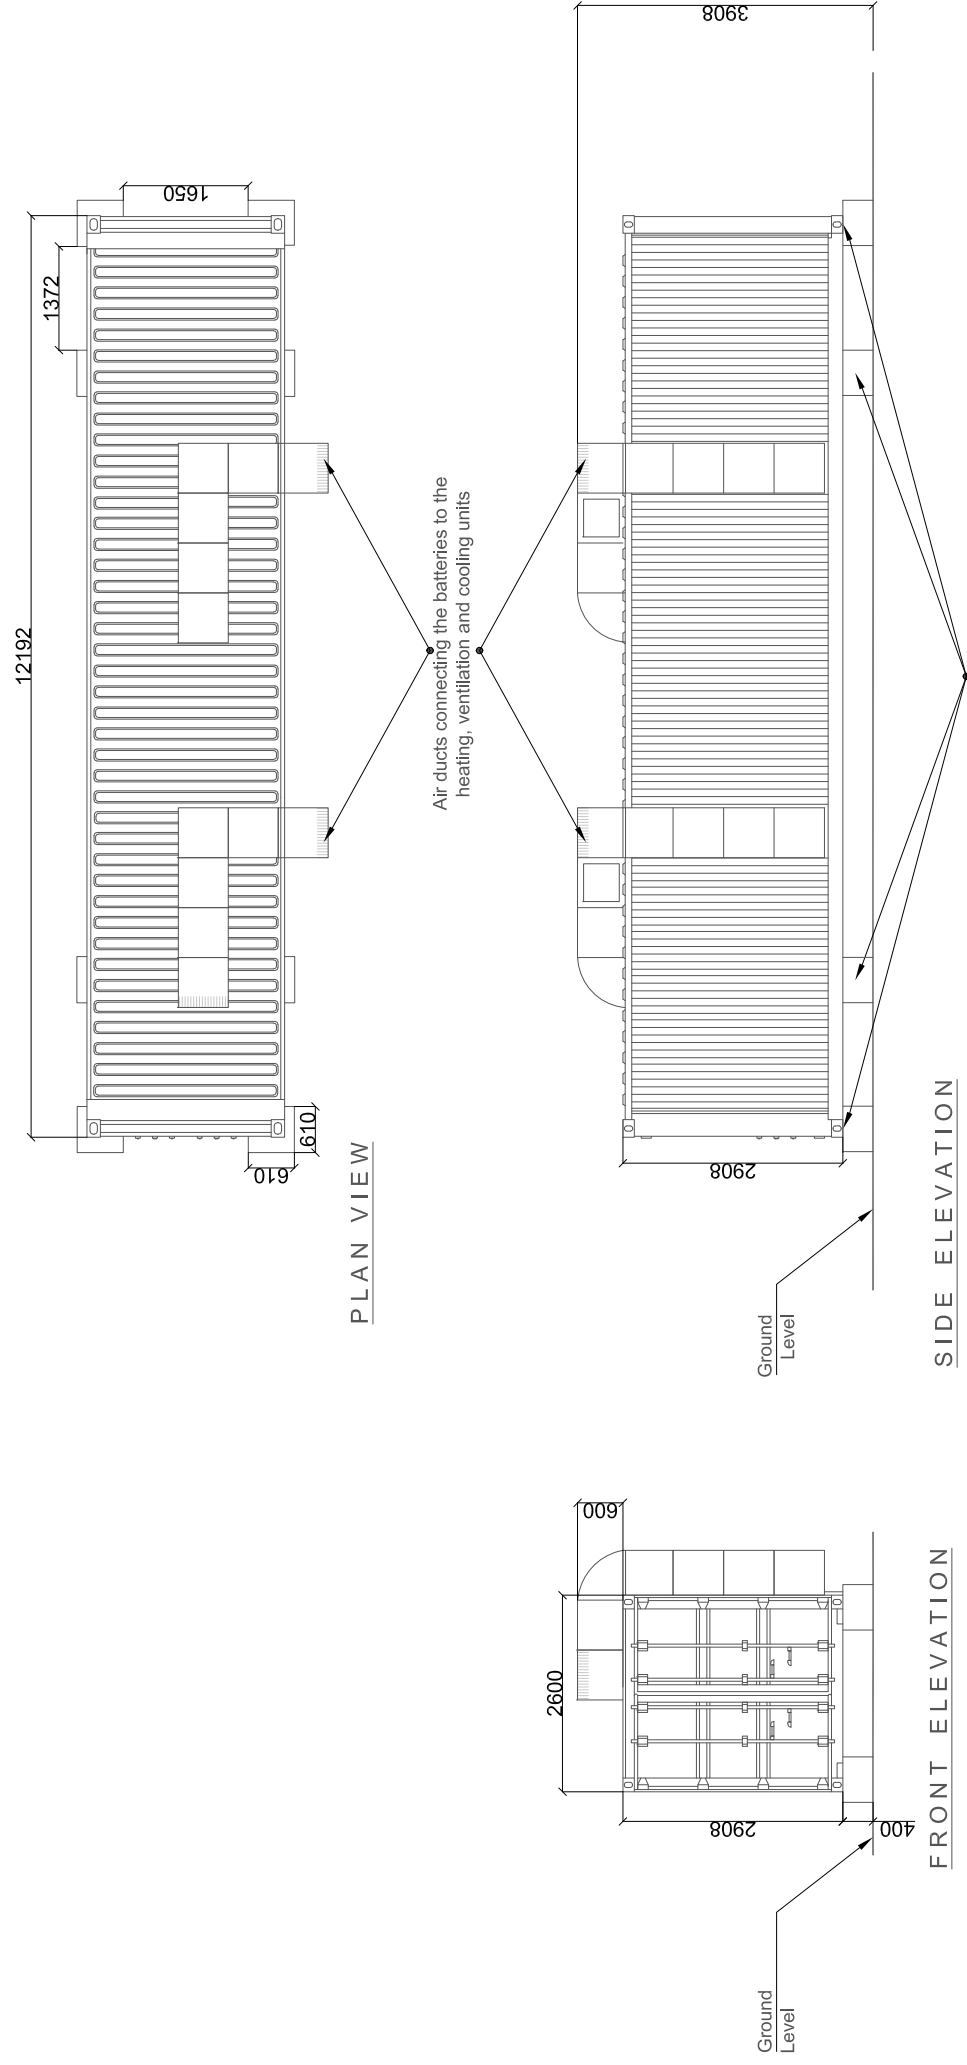 12192
1372
1650
610
610
PLAN VIEW
Air ducts connecting the batteries to the
heating, ventilation and cooling units
3908
2908
Ground
Level
SIDE ELEVATION
600
2600
2908
400
Ground
Level
FRONT ELEVATION